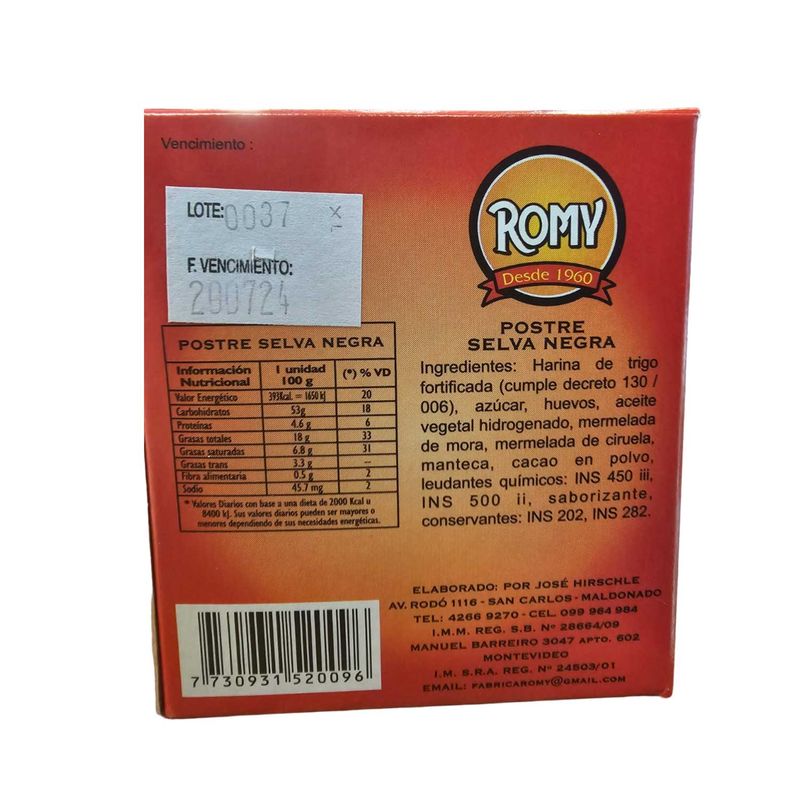 Vencimiento :
LOTE: 0037
TX
F. VENCIMIENTO:
200724
ROMY
Desde 1960
POSTRE SELVA NEGRA
Información Nutricional | 1 unidad 100 g | (*) % VD
Valor Energético | 393Kcal. = 1650 kJ | 20
Carbohidratos | 53g | 18
Proteínas | 4.6 g | 6
Grasas totales | 18 g | 33
Grasas saturadas | 6.8 g | 31
Grasas trans | 3.3 g | --
Fibra alimentaria | 0.5 g | 2
Sodio | 45.7 mg | 2
* Valores Diarios con base a una dieta de 2000 Kcal u
8400 kJ. Sus valores diarios pueden ser mayores o
menores dependiendo de sus necesidades energéticas.
POSTRE
SELVA NEGRA
Ingredientes: Harina de trigo
fortificada (cumple decreto 130 /
006), azúcar, huevos, aceite
vegetal hidrogenado, mermelada
de mora, mermelada de ciruela,
manteca, cacao en polvo,
leudantes químicos: INS 450 iii,
INS 500 ii, saborizante,
conservantes: INS 202, INS 282.
ELABORADO: POR JOSÉ HIRSCHLE
AV. RODÓ 1116 - SAN CARLOS - MALDONADO
TEL: 4266 9270 - CEL. 099 964 984
I.M.M. REG. S.B. Nº 28664/09
MANUEL BARREIRO 3047 APTO. 602
MONTEVIDEO
I.M. S.R.A. REG. Nº 24503/01
EMAIL: FABRICAROMY@GMAIL.COM
7 730931 520096